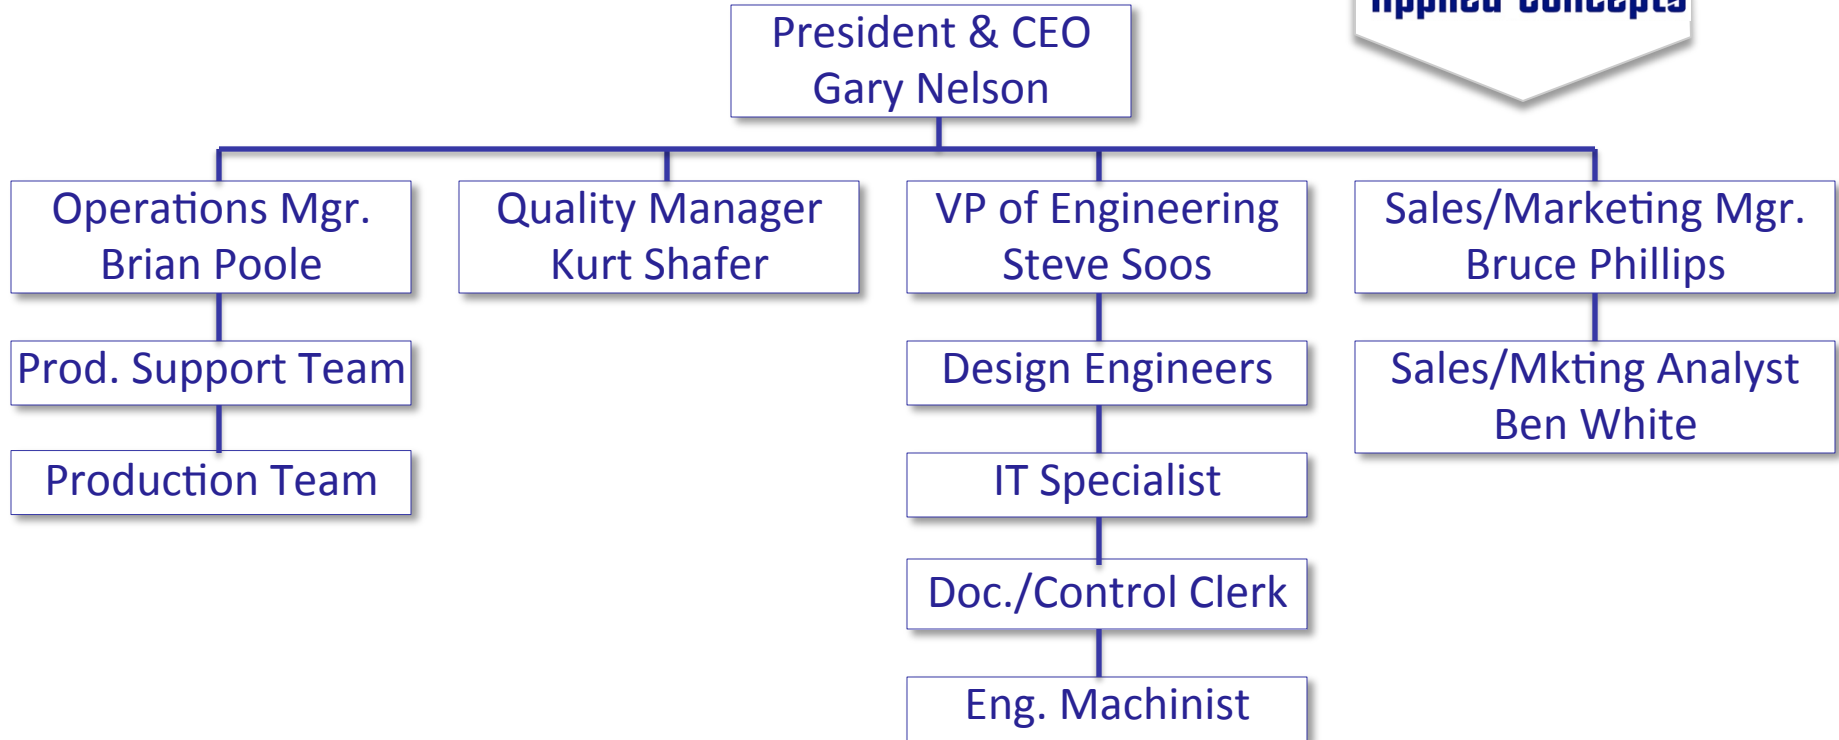 Applied Concepts
President & CEO
Gary Nelson
Operations Mgr.
Brian Poole
Quality Manager
Kurt Shafer
VP of Engineering
Steve Soos
Sales/Marketing Mgr.
Bruce Phillips
Prod. Support Team
Production Team
Design Engineers
IT Specialist
Doc./Control Clerk
Eng. Machinist
Sales/Mkting Analyst
Ben White